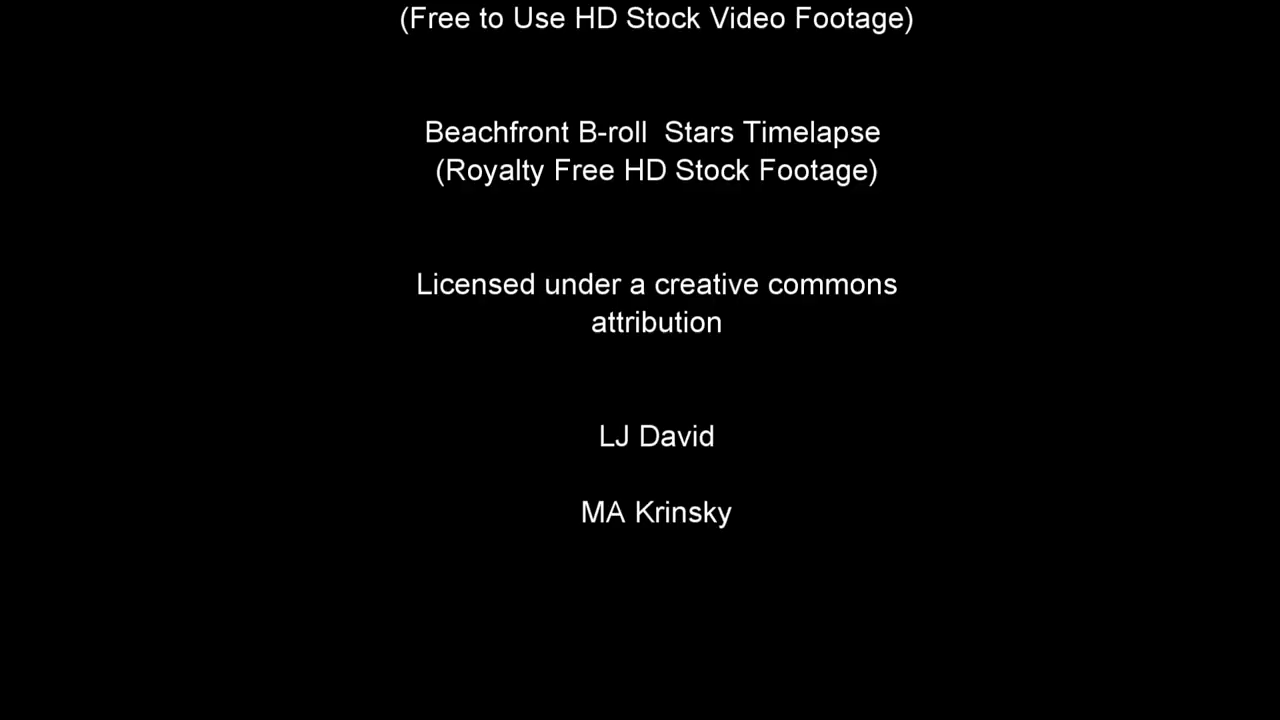 (Free to Use HD Stock Video Footage)
Beachfront B-roll  Stars Timelapse
(Royalty Free HD Stock Footage)
Licensed under a creative commons
attribution
LJ David
MA Krinsky